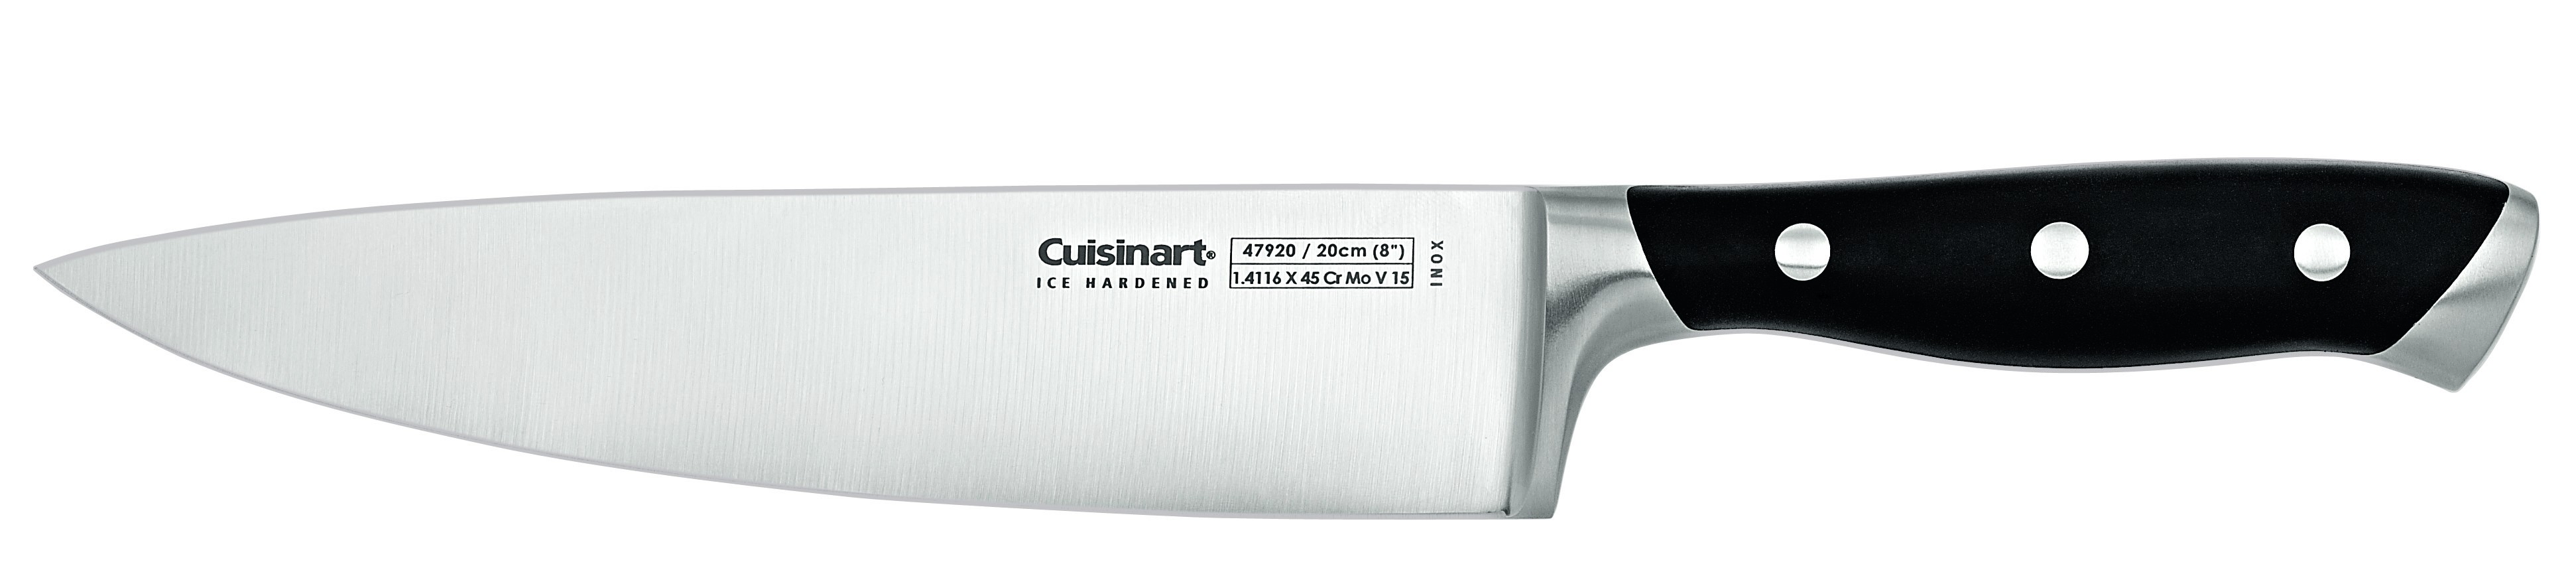 Cuisinart®
ICE HARDENED
47920 / 20cm (8")
1.4116 X 45 Cr Mo V 15
INOX